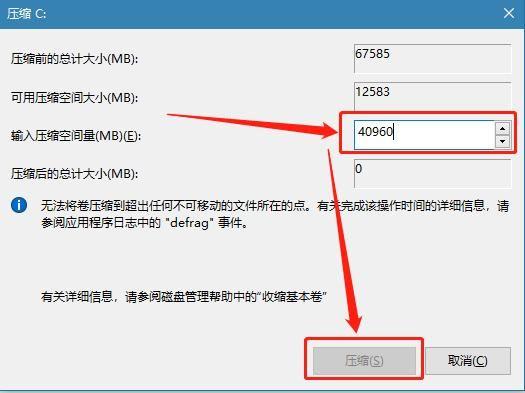 压缩 C:
压缩前的总计大小(MB): 67585
可用压缩空间大小(MB): 12583
输入压缩空间量(MB)(E): 40960
压缩后的总计大小(MB): 0
无法将卷压缩到超出任何不可移动的文件所在的点。有关完成该操作时间的详细信息，请
参阅应用程序日志中的 "defrag" 事件。
有关详细信息，请参阅磁盘管理帮助中的“收缩基本卷”
压缩(S) 取消(C)